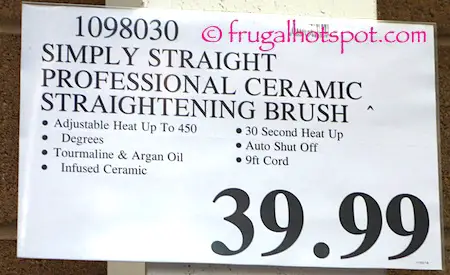 © frugalhotspot.com
1098030
SIMPLY STRAIGHT
PROFESSIONAL CERAMIC
STRAIGHTENING BRUSH ^
• Adjustable Heat Up To 450
• Degrees
• Tourmaline & Argan Oil
• Infused Ceramic
• 30 Second Heat Up
• Auto Shut Off
• 9ft Cord
39.99